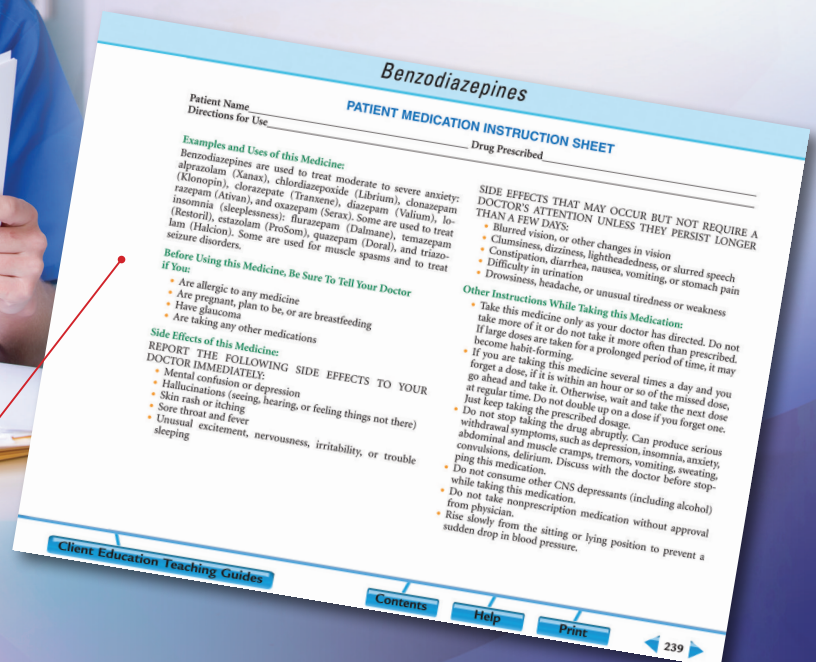 Benzodiazepines
PATIENT MEDICATION INSTRUCTION SHEET
Patient Name
Drug Prescribed
Directions for Use
Examples and Uses of this Medicine:
Benzodiazepines are used to treat moderate to severe anxiety:
alprazolam (Xanax), chlordiazepoxide (Librium), clonazepam
(Klonopin), clorazepate (Tranxene), diazepam (Valium), lo-
razepam (Ativan), and oxazepam (Serax). Some are used to treat
insomnia (sleeplessness): flurazepam (Dalmane), temazepam
(Restoril), estazolam (ProSom), quazepam (Doral), and triazo-
lam (Halcion). Some are used for muscle spasms and to treat
seizure disorders.
Before Using this Medicine, Be Sure To Tell Your Doctor
if You:
• Are allergic to any medicine
• Are pregnant, plan to be, or are breastfeeding
• Have glaucoma
• Are taking any other medications
Side Effects of this Medicine:
REPORT THE FOLLOWING SIDE EFFECTS TO YOUR
DOCTOR IMMEDIATELY:
• Mental confusion or depression
• Hallucinations (seeing, hearing, or feeling things not there)
• Skin rash or itching
• Sore throat and fever
• Unusual excitement, nervousness, irritability, or trouble
sleeping
SIDE EFFECTS THAT MAY OCCUR BUT NOT REQUIRE A
DOCTOR'S ATTENTION UNLESS THEY PERSIST LONGER
THAN A FEW DAYS:
• Blurred vision, or other changes in vision
• Clumsiness, dizziness, lightheadedness, or slurred speech
• Constipation, diarrhea, nausea, vomiting, or stomach pain
• Difficulty in urination
• Drowsiness, headache, or unusual tiredness or weakness
Other Instructions While Taking this Medication:
• Take this medicine only as your doctor has directed. Do not
take more of it or do not take it more often than prescribed.
If large doses are taken for a prolonged period of time, it may
become habit-forming.
• If you are taking this medicine several times a day and you
forget a dose, if it is within an hour or so of the missed dose,
go ahead and take it. Otherwise, wait and take the next dose
at regular time. Do not double up on a dose if you forget one.
Just keep taking the prescribed dosage.
• Do not stop taking the drug abruptly. Can produce serious
withdrawal symptoms, such as depression, insomnia, anxiety,
abdominal and muscle cramps, tremors, vomiting, sweating,
convulsions, delirium. Discuss with the doctor before stop-
ping this medication.
• Do not consume other CNS depressants (including alcohol)
while taking this medication.
• Do not take nonprescription medication without approval
from physician.
• Rise slowly from the sitting or lying position to prevent a
sudden drop in blood pressure.
Client Education Teaching Guides
Contents
Help
Print
239